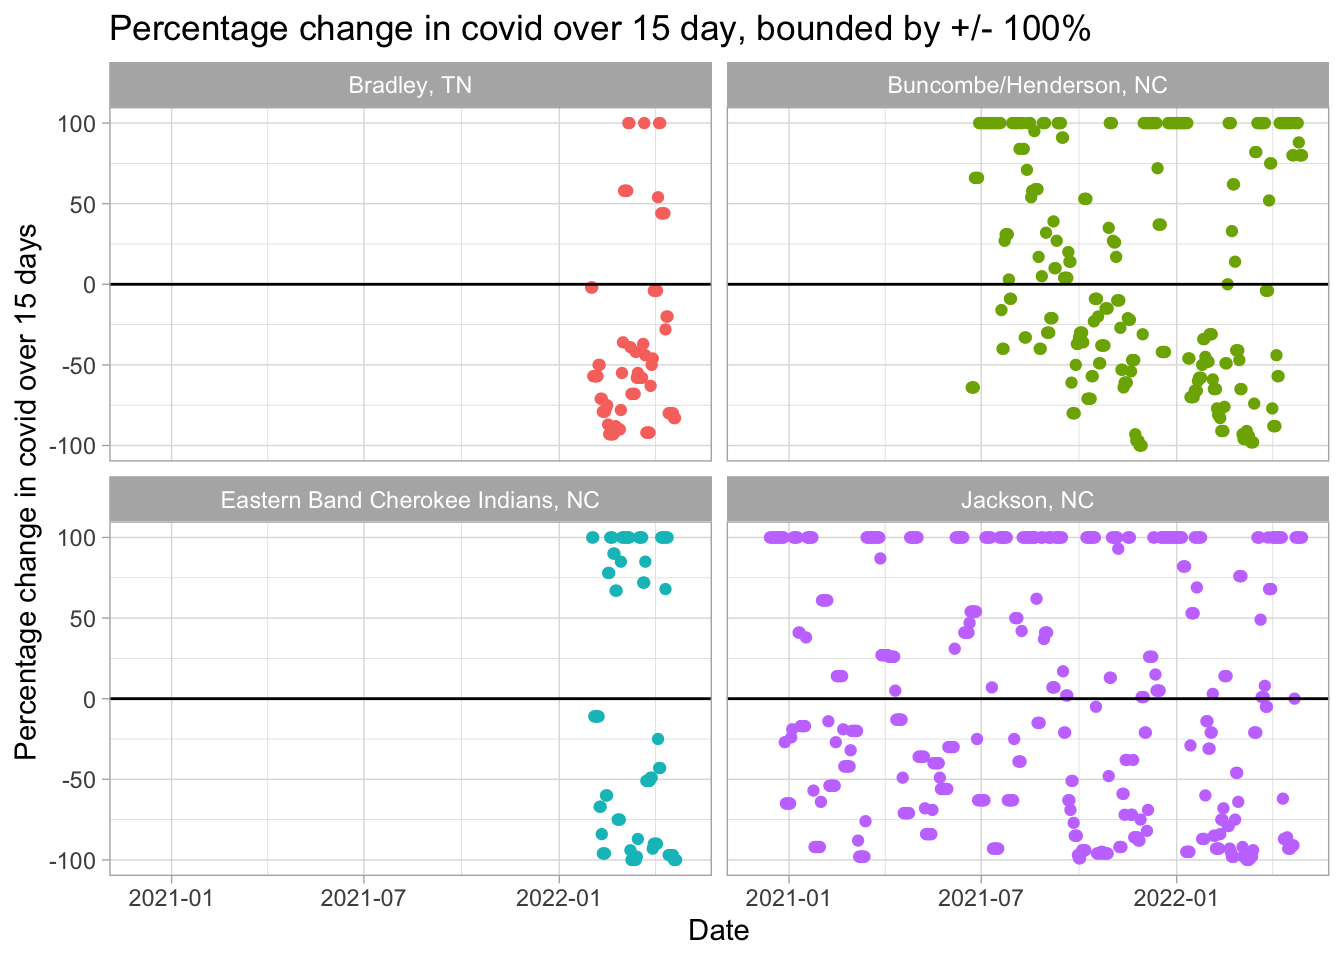 Percentage change in covid over 15 day, bounded by +/- 100%
Bradley, TN
Buncombe/Henderson, NC
100
50
0
-50
-100
Eastern Band Cherokee Indians, NC
Jackson, NC
100
50
0
-50
-100
Percentage change in covid over 15 days
2021-01
2021-07
2022-01
2021-01
2021-07
2022-01
Date